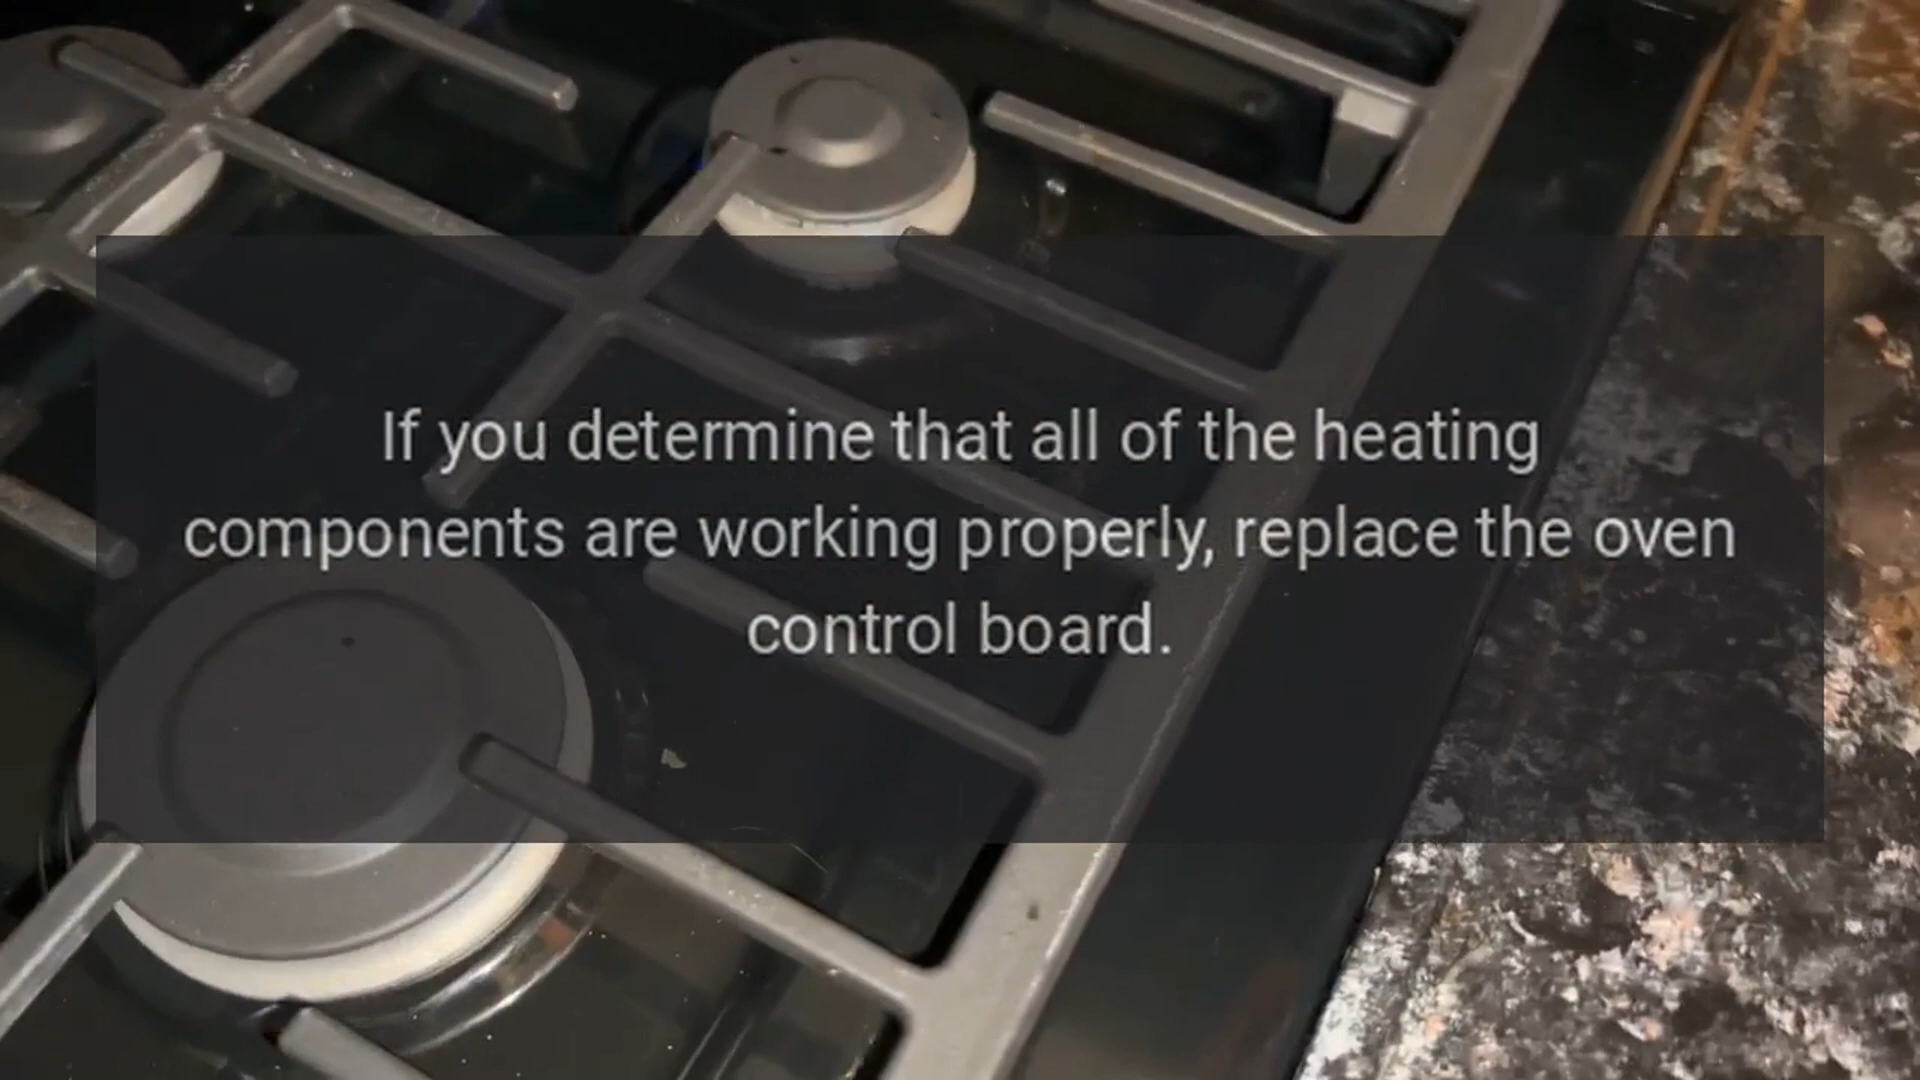 If you determine that all of the heating
components are working properly, replace the oven
control board.